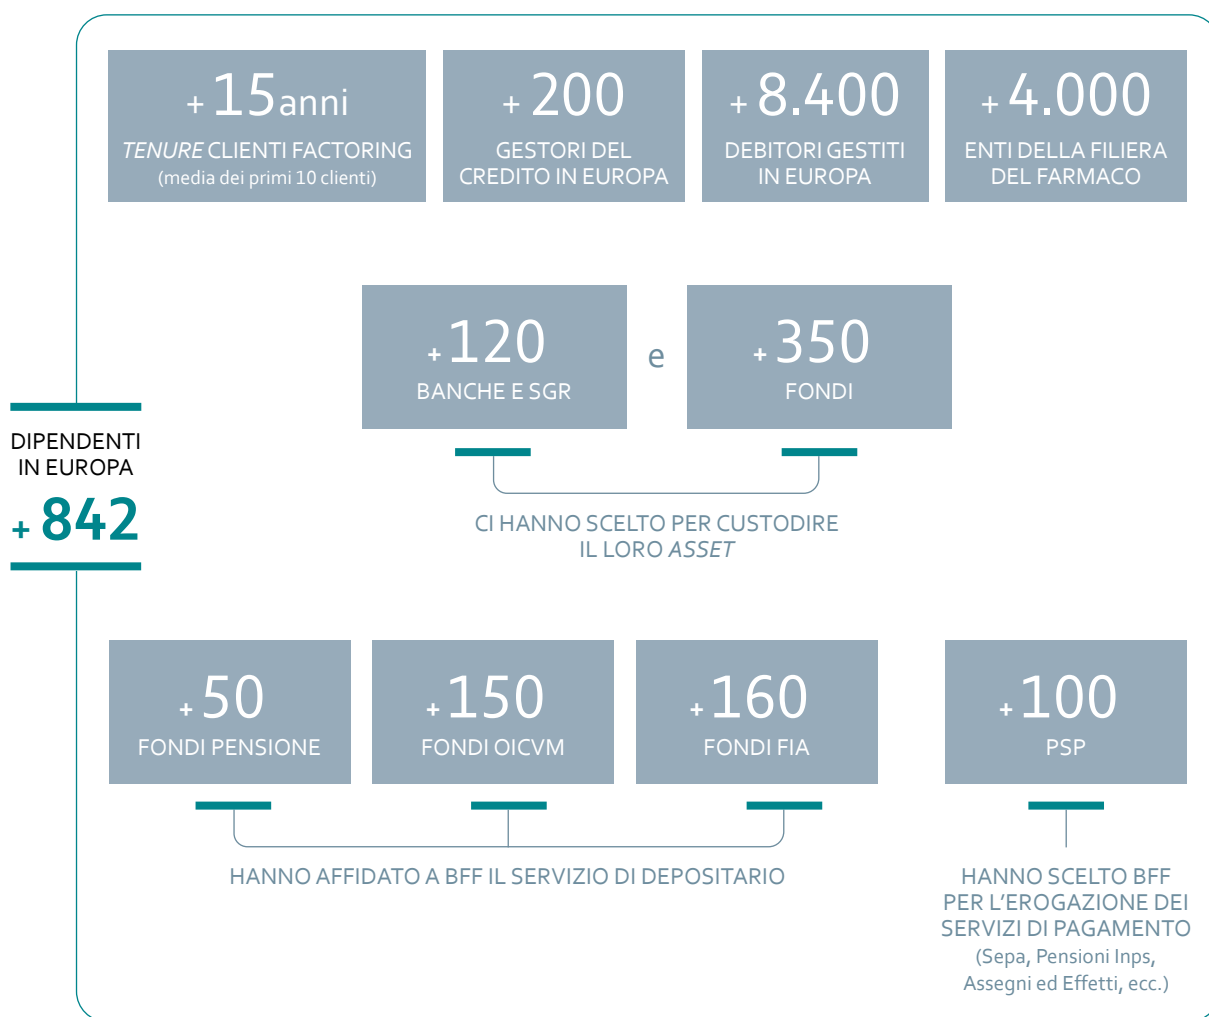 + 15 anni
TENURE CLIENTI FACTORING
(media dei primi 10 clienti)
+ 200
GESTORI DEL
CREDITO IN EUROPA
+ 8.400
DEBITORI GESTITI
IN EUROPA
+ 4.000
ENTI DELLA FILIERA
DEL FARMACO
+ 120
BANCHE E SGR
e
+ 350
FONDI
CI HANNO SCELTO PER CUSTODIRE
IL LORO ASSET
DIPENDENTI
IN EUROPA
+ 842
+ 50
FONDI PENSIONE
+ 150
FONDI OICVM
+ 160
FONDI FIA
HANNO AFFIDATO A BFF IL SERVIZIO DI DEPOSITARIO
+ 100
PSP
HANNO SCELTO BFF
PER L'EROGAZIONE DEI
SERVIZI DI PAGAMENTO
(Sepa, Pensioni Inps,
Assegni ed Effetti, ecc.)